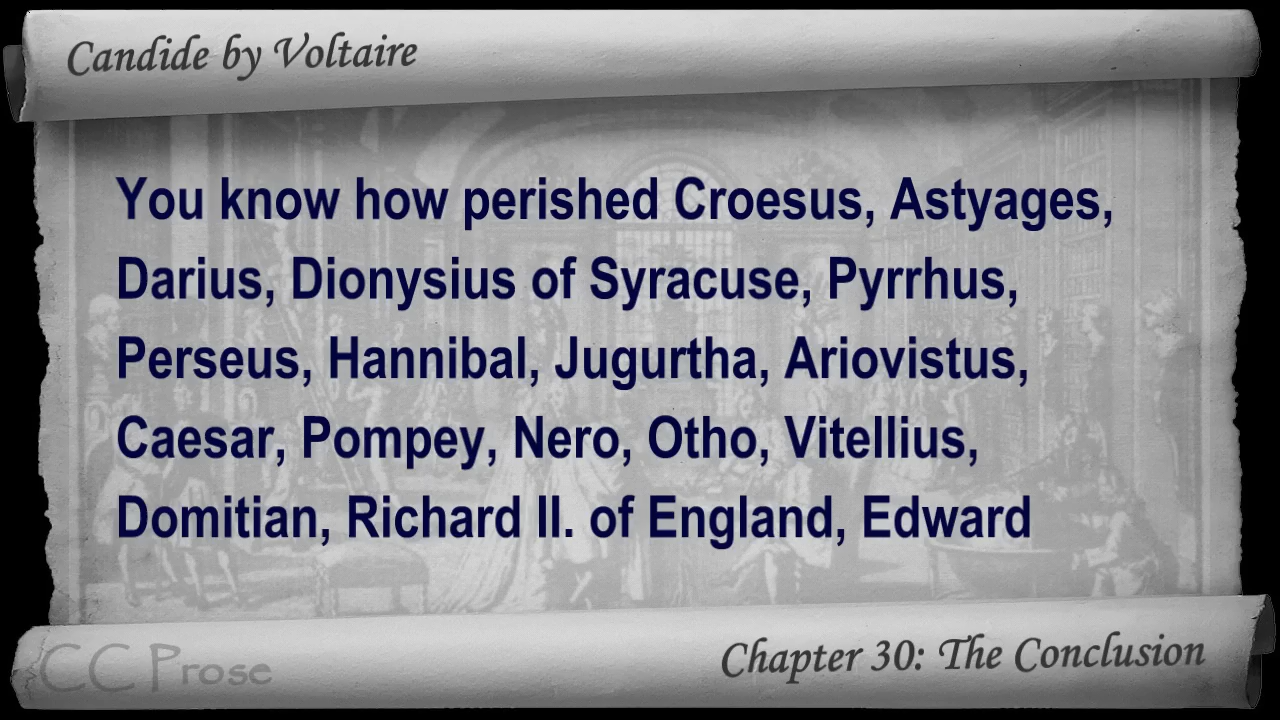 Candide by Voltaire
You know how perished Croesus, Astyages,
Darius, Dionysius of Syracuse, Pyrrhus,
Perseus, Hannibal, Jugurtha, Ariovistus,
Caesar, Pompey, Nero, Otho, Vitellius,
Domitian, Richard II. of England, Edward
CC Prose
Chapter 30: The Conclusion